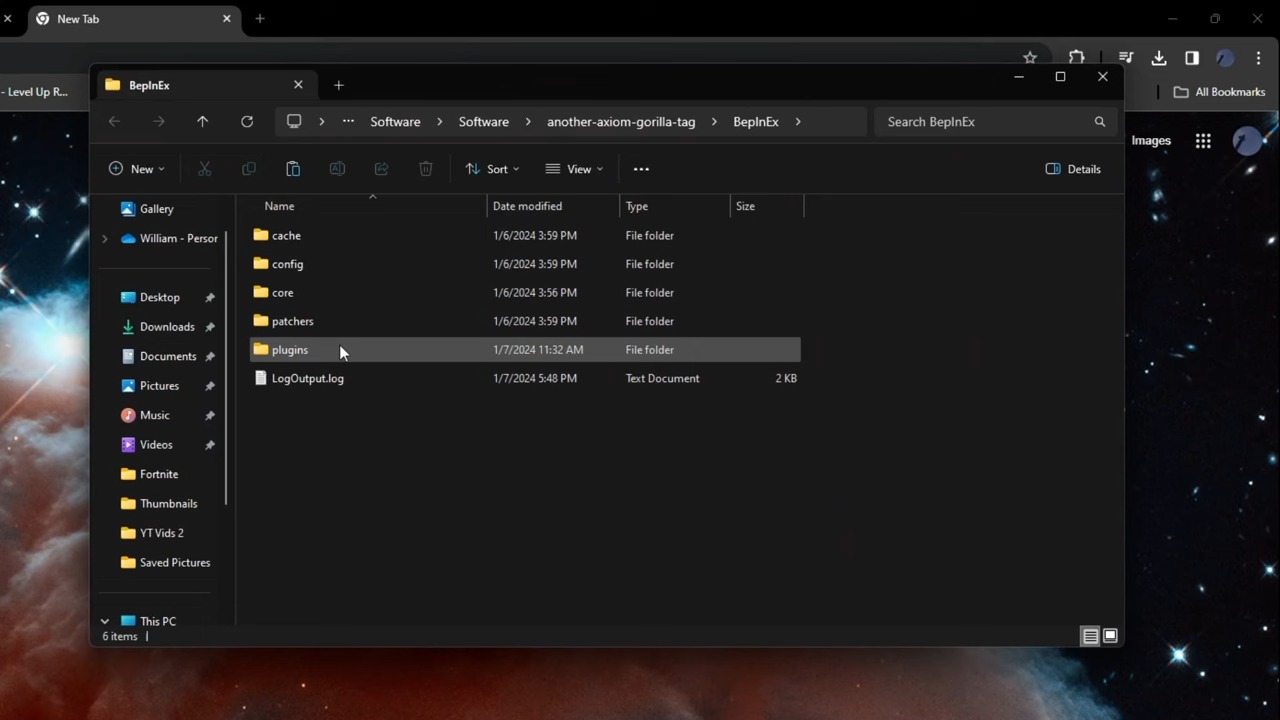 New Tab
- Level Up R...
All Bookmarks
Images
BepInEx
Software
Software
another-axiom-gorilla-tag
BepInEx
Search BepInEx
New
Sort
View
Details
Gallery
William - Person
Desktop
Downloads
Documents
Pictures
Music
Videos
Fortnite
Thumbnails
YT Vids 2
Saved Pictures
This PC
Name Date modified Type Size
cache 1/6/2024 3:59 PM File folder
config 1/6/2024 3:59 PM File folder
core 1/6/2024 3:56 PM File folder
patchers 1/6/2024 3:59 PM File folder
plugins 1/7/2024 11:32 AM File folder
LogOutput.log 1/7/2024 5:48 PM Text Document 2 KB
6 items